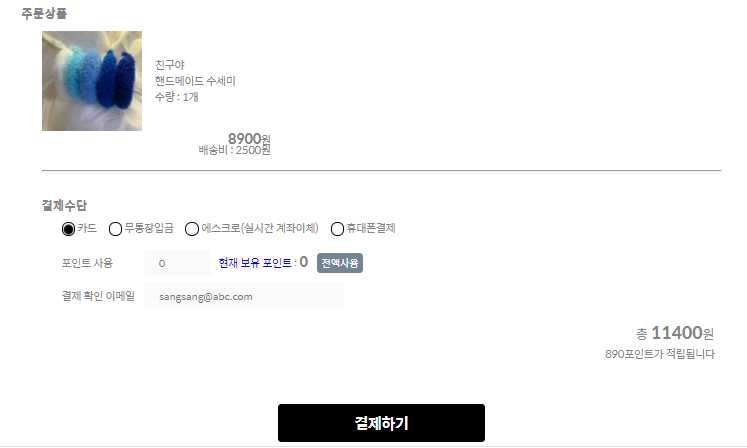 주문상품
친구야
핸드메이드 수세미
수량 : 1개
8900원
배송비 : 2500원
결제수단
카드 무통장입금 에스크로(실시간 계좌이체) 휴대폰결제
포인트 사용 0 현재 보유 포인트 : 0 전액사용
결제 확인 이메일 sangsang@abc.com
총 11400원
890포인트가 적립됩니다
결제하기